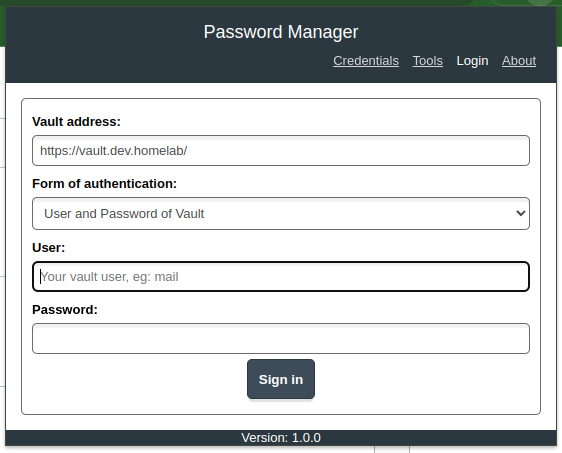 Password Manager
Credentials Tools Login About
Vault address:
https://vault.dev.homelab/
Form of authentication:
User and Password of Vault
User:
Your vault user, eg: mail
Password:
Sign in
Version: 1.0.0